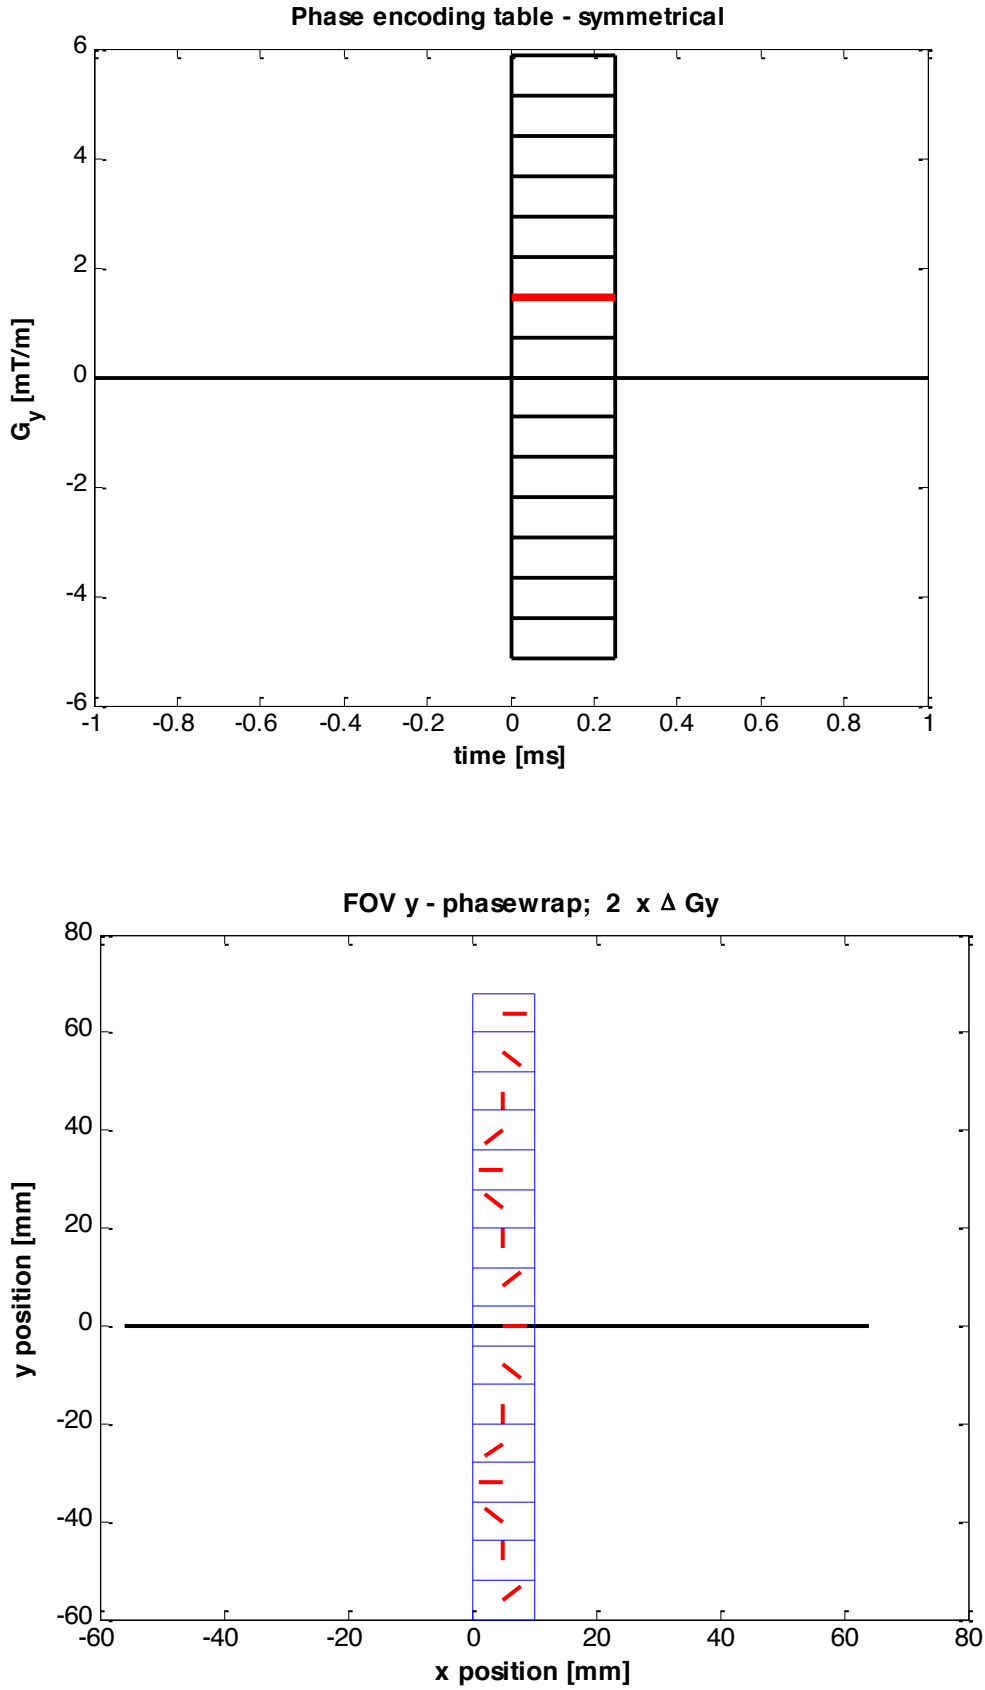 Phase encoding table - symmetrical
6
4
2
0
-2
-4
-6
G_y [mT/m]
-1 -0.8 -0.6 -0.4 -0.2 0 0.2 0.4 0.6 0.8 1
time [ms]
FOV y - phasewrap; 2 x Δ Gy
80
60
40
20
0
-20
-40
-60
y position [mm]
-60 -40 -20 0 20 40 60 80
x position [mm]